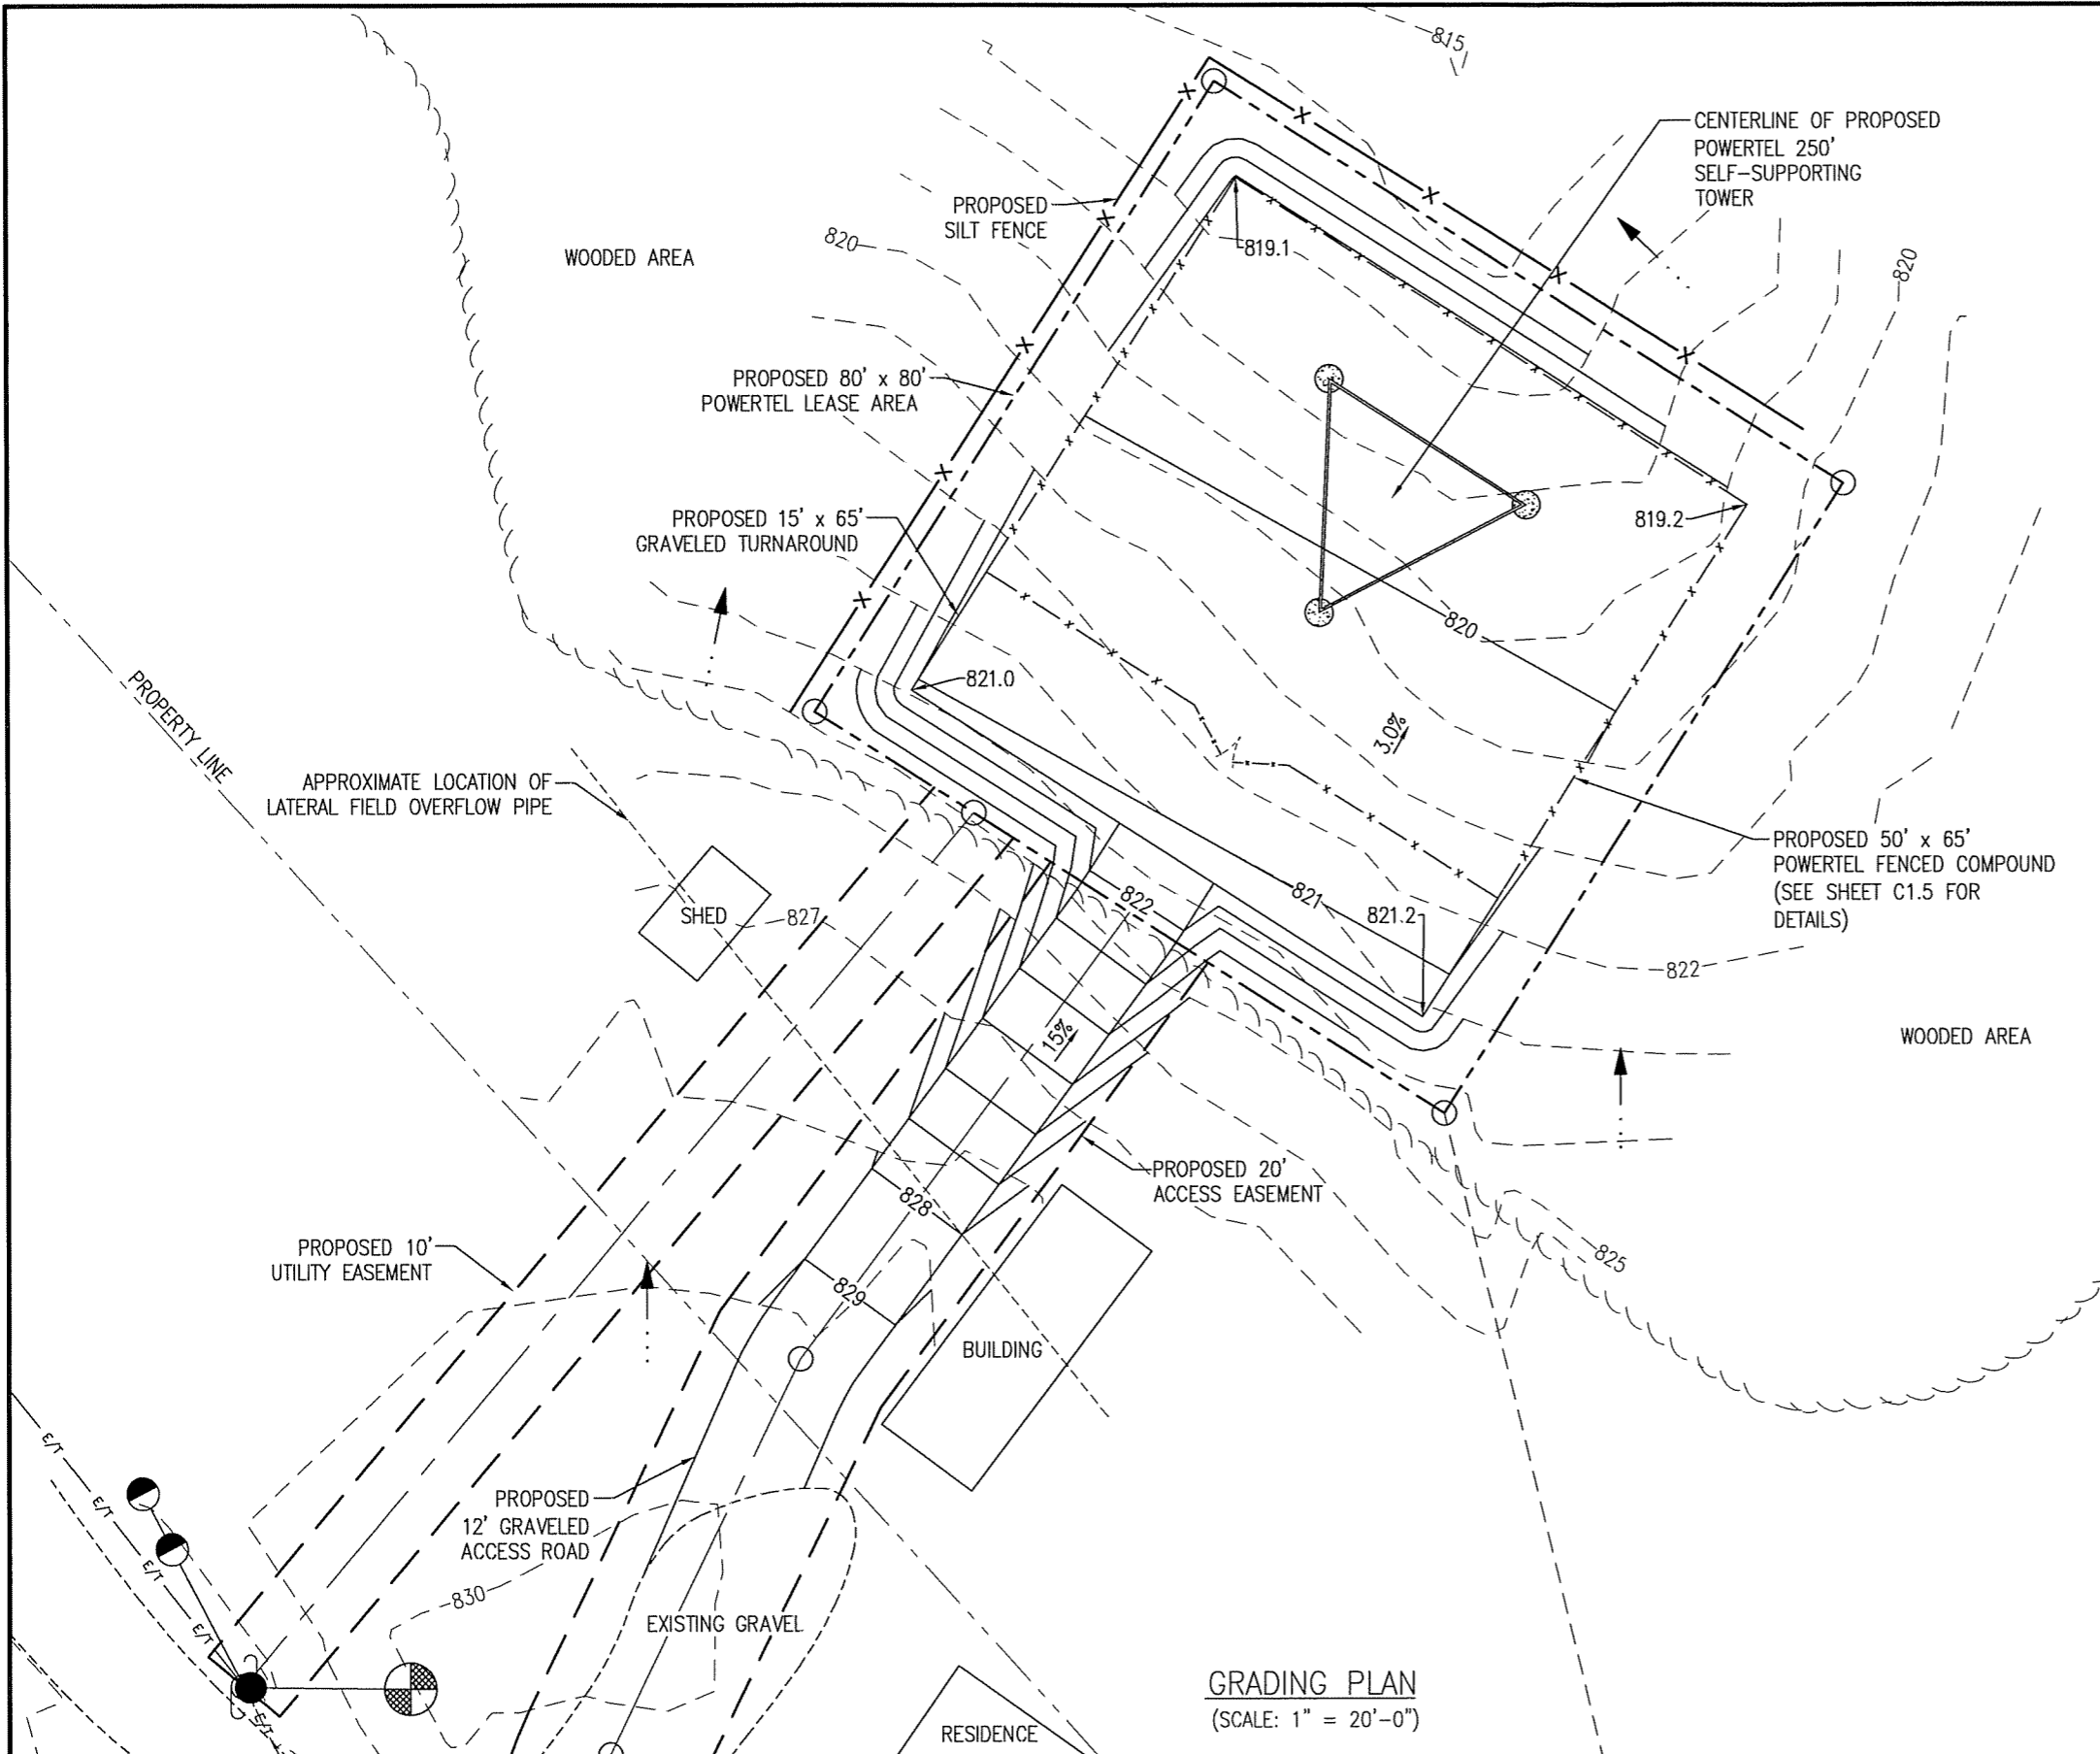 815
CENTERLINE OF PROPOSED
POWERTEL 250'
SELF-SUPPORTING
TOWER
PROPOSED
SILT FENCE
820
WOODED AREA
819.1
820
PROPOSED 80' x 80'
POWERTEL LEASE AREA
PROPOSED 15' x 65'
GRAVELED TURNAROUND
819.2
820
821.0
PROPERTY LINE
3.0%
APPROXIMATE LOCATION OF
LATERAL FIELD OVERFLOW PIPE
PROPOSED 50' x 65'
POWERTEL FENCED COMPOUND
(SEE SHEET C1.5 FOR
DETAILS)
SHED
827
822
821
821.2
822
15%
WOODED AREA
PROPOSED 20'
ACCESS EASEMENT
828
PROPOSED 10'
UTILITY EASEMENT
829
825
BUILDING
E/T
E/T
E/T
E/T
E/T
PROPOSED
12' GRAVELED
ACCESS ROAD
830
EXISTING GRAVEL
GRADING PLAN
(SCALE: 1" = 20'-0")
RESIDENCE